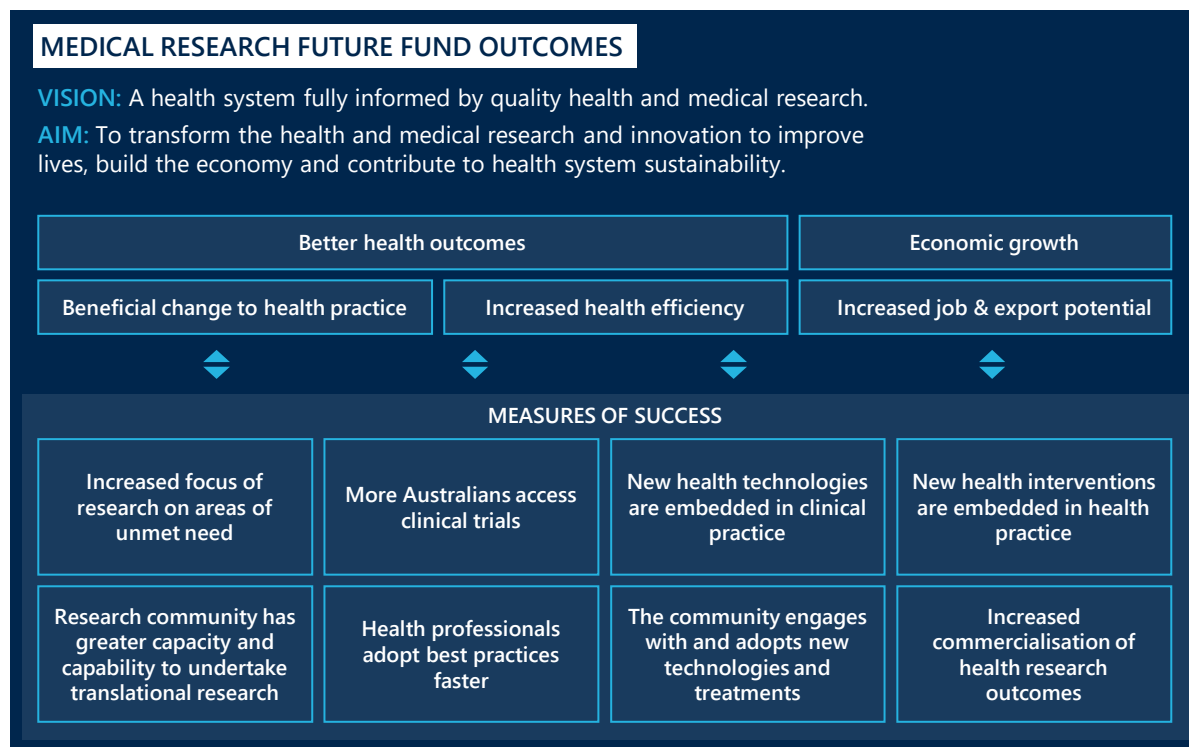 MEDICAL RESEARCH FUTURE FUND OUTCOMES
VISION: A health system fully informed by quality health and medical research.
AIM: To transform the health and medical research and innovation to improve
lives, build the economy and contribute to health system sustainability.
Better health outcomes
Economic growth
Beneficial change to health practice
Increased health efficiency
Increased job & export potential
MEASURES OF SUCCESS
Increased focus of
research on areas of
unmet need
More Australians access
clinical trials
New health technologies
are embedded in clinical
practice
New health interventions
are embedded in health
practice
Research community has
greater capacity and
capability to undertake
translational research
Health professionals
adopt best practices
faster
The community engages
with and adopts new
technologies and
treatments
Increased
commercialisation of
health research
outcomes